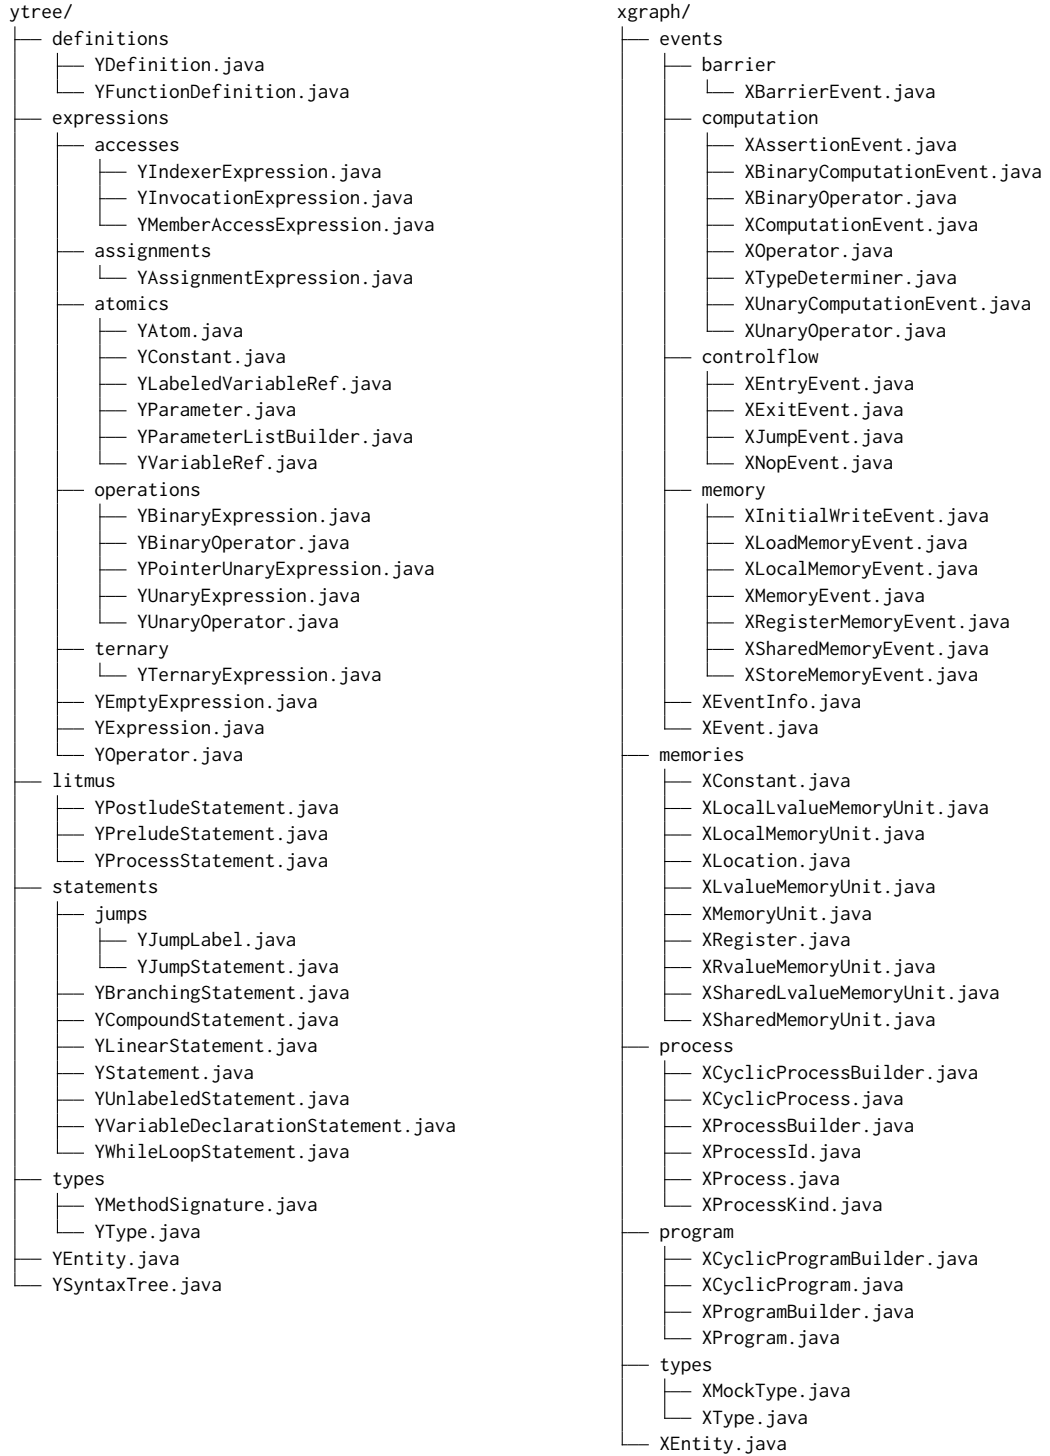 ytree/
├── definitions
│   ├── YDefinition.java
│   └── YFunctionDefinition.java
├── expressions
│   ├── accesses
│   │   ├── YIndexerExpression.java
│   │   ├── YInvocationExpression.java
│   │   └── YMemberAccessExpression.java
│   ├── assignments
│   │   └── YAssignmentExpression.java
│   ├── atomics
│   │   ├── YAtom.java
│   │   ├── YConstant.java
│   │   ├── YLabeledVariableRef.java
│   │   ├── YParameter.java
│   │   ├── YParameterListBuilder.java
│   │   └── YVariableRef.java
│   ├── operations
│   │   ├── YBinaryExpression.java
│   │   ├── YBinaryOperator.java
│   │   ├── YPointerUnaryExpression.java
│   │   ├── YUnaryExpression.java
│   │   └── YUnaryOperator.java
│   ├── ternary
│   │   └── YTernaryExpression.java
│   ├── YEmptyExpression.java
│   ├── YExpression.java
│   └── YOperator.java
├── litmus
│   ├── YPostludeStatement.java
│   ├── YPreludeStatement.java
│   └── YProcessStatement.java
├── statements
│   ├── jumps
│   │   ├── YJumpLabel.java
│   │   └── YJumpStatement.java
│   ├── YBranchingStatement.java
│   ├── YCompoundStatement.java
│   ├── YLinearStatement.java
│   ├── YStatement.java
│   ├── YUnlabeledStatement.java
│   ├── YVariableDeclarationStatement.java
│   └── YWhileLoopStatement.java
├── types
│   ├── YMethodSignature.java
│   └── YType.java
├── YEntity.java
└── YSyntaxTree.java
xgraph/
├── events
│   ├── barrier
│   │   └── XBarrierEvent.java
│   ├── computation
│   │   ├── XAssertionEvent.java
│   │   ├── XBinaryComputationEvent.java
│   │   ├── XBinaryOperator.java
│   │   ├── XComputationEvent.java
│   │   ├── XOperator.java
│   │   ├── XTypeDeterminer.java
│   │   ├── XUnaryComputationEvent.java
│   │   └── XUnaryOperator.java
│   ├── controlflow
│   │   ├── XEntryEvent.java
│   │   ├── XExitEvent.java
│   │   ├── XJumpEvent.java
│   │   └── XNopEvent.java
│   ├── memory
│   │   ├── XInitialWriteEvent.java
│   │   ├── XLoadMemoryEvent.java
│   │   ├── XLocalMemoryEvent.java
│   │   ├── XMemoryEvent.java
│   │   ├── XRegisterMemoryEvent.java
│   │   ├── XSharedMemoryEvent.java
│   │   └── XStoreMemoryEvent.java
│   ├── XEventInfo.java
│   └── XEvent.java
├── memories
│   ├── XConstant.java
│   ├── XLocalLvalueMemoryUnit.java
│   ├── XLocalMemoryUnit.java
│   ├── XLocation.java
│   ├── XLvalueMemoryUnit.java
│   ├── XMemoryUnit.java
│   ├── XRegister.java
│   ├── XRvalueMemoryUnit.java
│   ├── XSharedLvalueMemoryUnit.java
│   └── XSharedMemoryUnit.java
├── process
│   ├── XCyclicProcessBuilder.java
│   ├── XCyclicProcess.java
│   ├── XProcessBuilder.java
│   ├── XProcessId.java
│   ├── XProcess.java
│   └── XProcessKind.java
├── program
│   ├── XCyclicProgramBuilder.java
│   ├── XCyclicProgram.java
│   ├── XProgramBuilder.java
│   └── XProgram.java
├── types
│   ├── XMockType.java
│   └── XType.java
└── XEntity.java